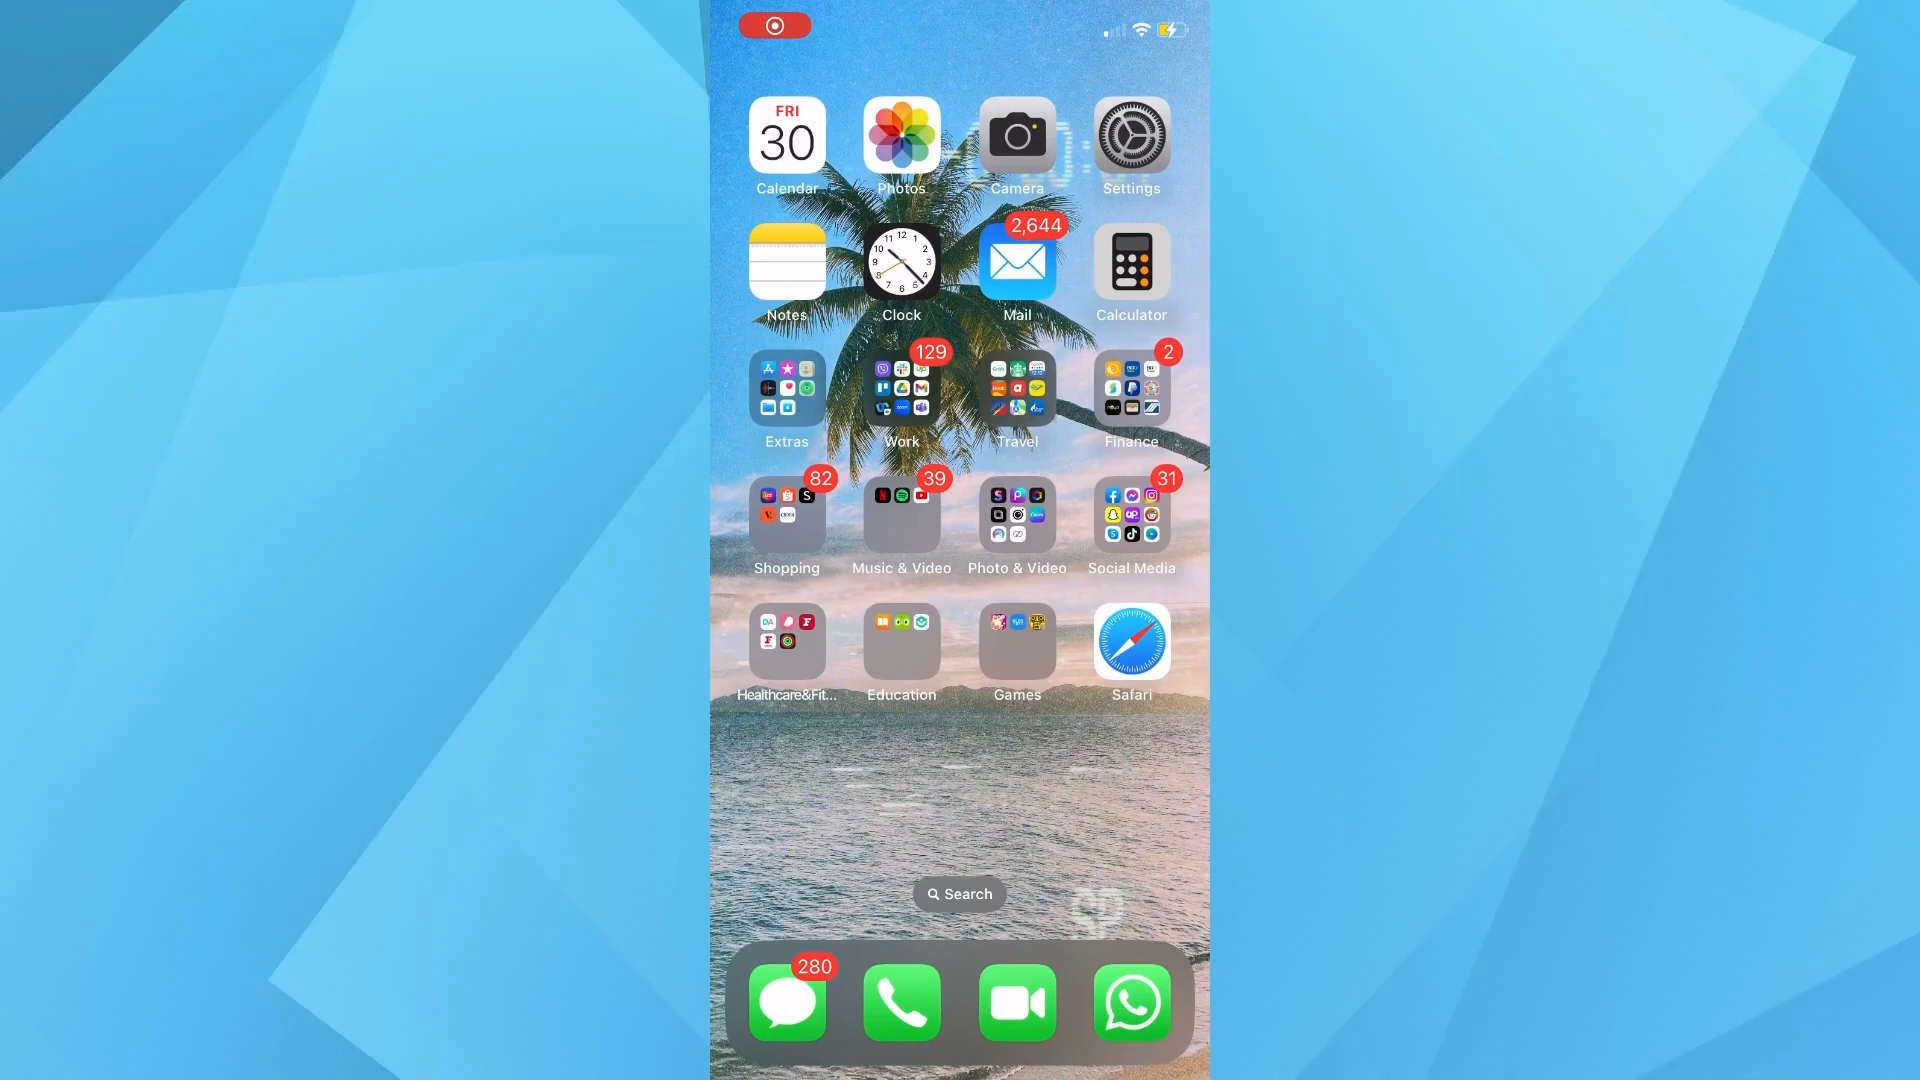 FRI
30
Calendar
Photos
Camera
Settings
2,644
Notes
Clock
Mail
Calculator
129
2
Extras
Work
Travel
Finance
82
39
31
Shopping
Music & Video
Photo & Video
Social Media
Healthcare&Fit...
Education
Games
Safari
Search
280